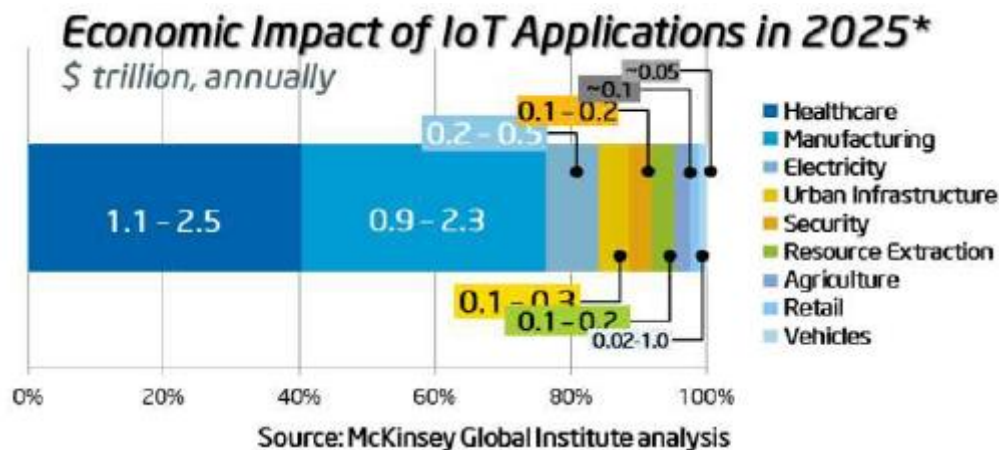 Economic Impact of IoT Applications in 2025*
$ trillion, annually
~0.05
~0.1
0.1 – 0.2
0.2 – 0.5
1.1 – 2.5
0.9 – 2.3
0.1 – 0.3
0.1 – 0.2
0.02-1.0
Healthcare
Manufacturing
Electricity
Urban Infrastructure
Security
Resource Extraction
Agriculture
Retail
Vehicles
0% 20% 40% 60% 80% 100%
Source: McKinsey Global Institute analysis